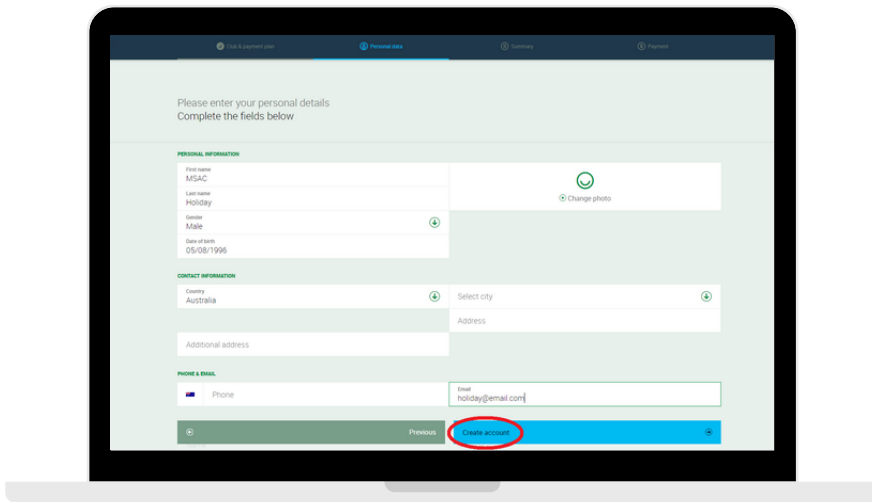 Club & payment plan
Personal data
Summary
Payment
Please enter your personal details
Complete the fields below
PERSONAL INFORMATION
First name
MSAC
Change photo
Last name
Holiday
Gender
Male
Date of birth
05/08/1996
CONTACT INFORMATION
Country
Australia
Select city
Address
Additional address
PHONE & EMAIL
Phone
Email
holiday@email.com
Previous
Create account